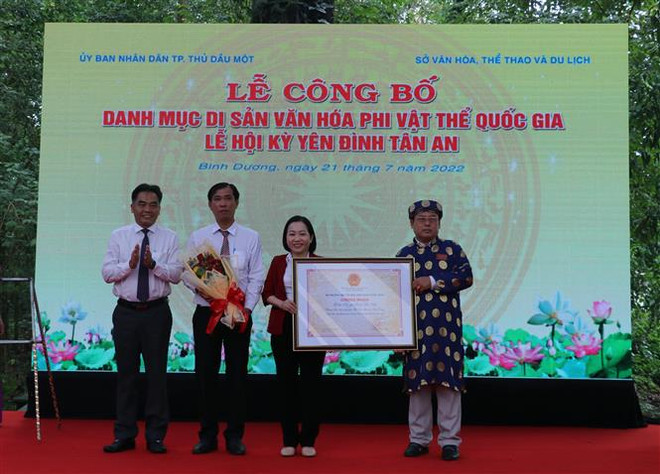 ỦY BAN NHÂN DÂN TP. THỦ DẦU MỘT
SỞ VĂN HÓA, THỂ THAO VÀ DU LỊCH
LỄ CÔNG BỐ
DANH MỤC DI SẢN VĂN HÓA PHI VẬT THỂ QUỐC GIA
LỄ HỘI KỲ YÊN ĐÌNH TÂN AN
Bình Dương, ngày 21 tháng 7 năm 2022